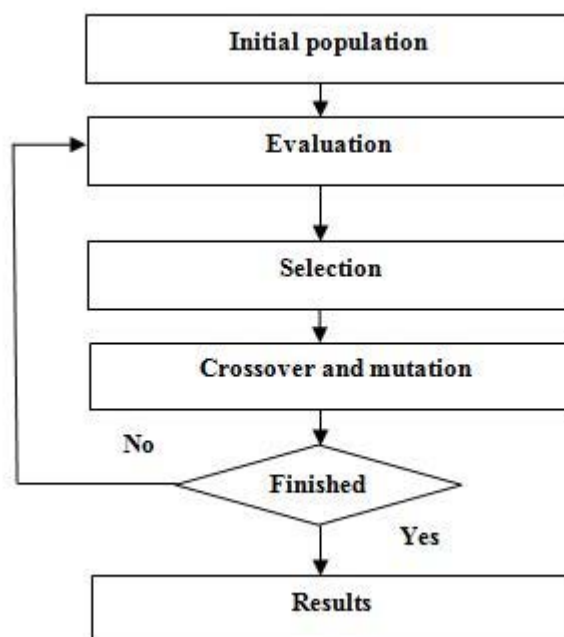 Initial population
Evaluation
Selection
Crossover and mutation
No
Finished
Yes
Results